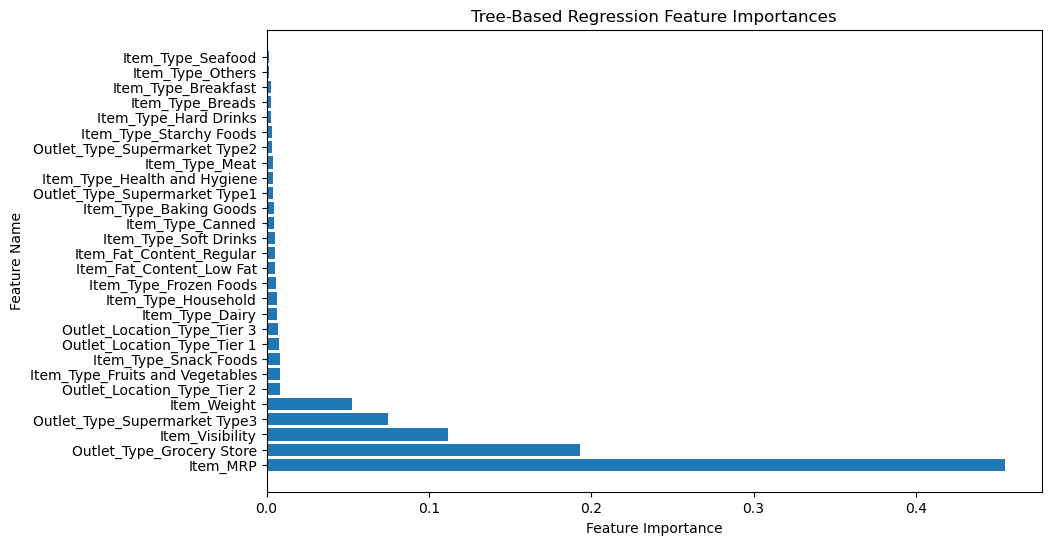 Tree-Based Regression Feature Importances
Feature Name
Item_Type_Seafood
Item_Type_Others
Item_Type_Breakfast
Item_Type_Breads
Item_Type_Hard Drinks
Item_Type_Starchy Foods
Outlet_Type_Supermarket Type2
Item_Type_Meat
Item_Type_Health and Hygiene
Outlet_Type_Supermarket Type1
Item_Type_Baking Goods
Item_Type_Canned
Item_Type_Soft Drinks
Item_Fat_Content_Regular
Item_Fat_Content_Low Fat
Item_Type_Frozen Foods
Item_Type_Household
Item_Type_Dairy
Outlet_Location_Type_Tier 3
Outlet_Location_Type_Tier 1
Item_Type_Snack Foods
Item_Type_Fruits and Vegetables
Outlet_Location_Type_Tier 2
Item_Weight
Outlet_Type_Supermarket Type3
Item_Visibility
Outlet_Type_Grocery Store
Item_MRP
0.0 0.1 0.2 0.3 0.4
Feature Importance